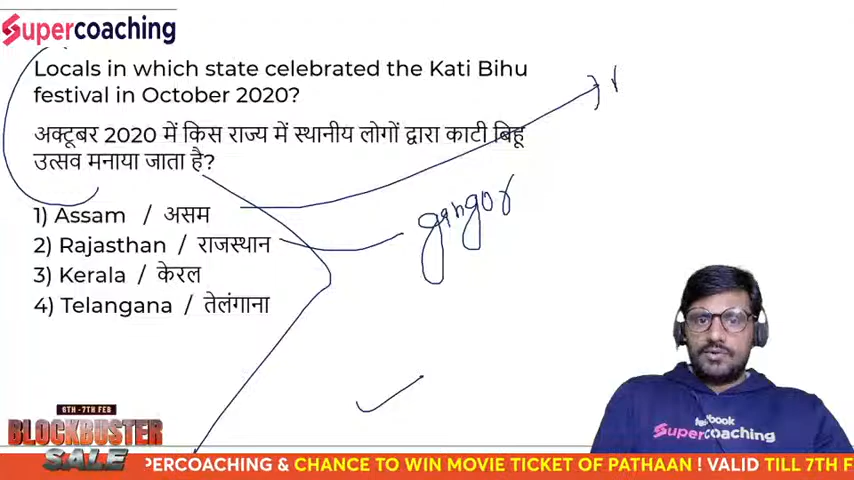 Supercoaching
Locals in which state celebrated the Kati Bihu
festival in October 2020?
अक्टूबर 2020 में किस राज्य में स्थानीय लोगों द्वारा काटी बिहू
उत्सव मनाया जाता है?
1) Assam / असम
2) Rajasthan / राजस्थान
3) Kerala / केरल
4) Telangana / तेलंगाना
gangor
testbook
Supercoaching
6TH -7TH FEB
BLOCKBUSTER
SALE
PERCOACHING & CHANCE TO WIN MOVIE TICKET OF PATHAAN ! VALID TILL 7TH F